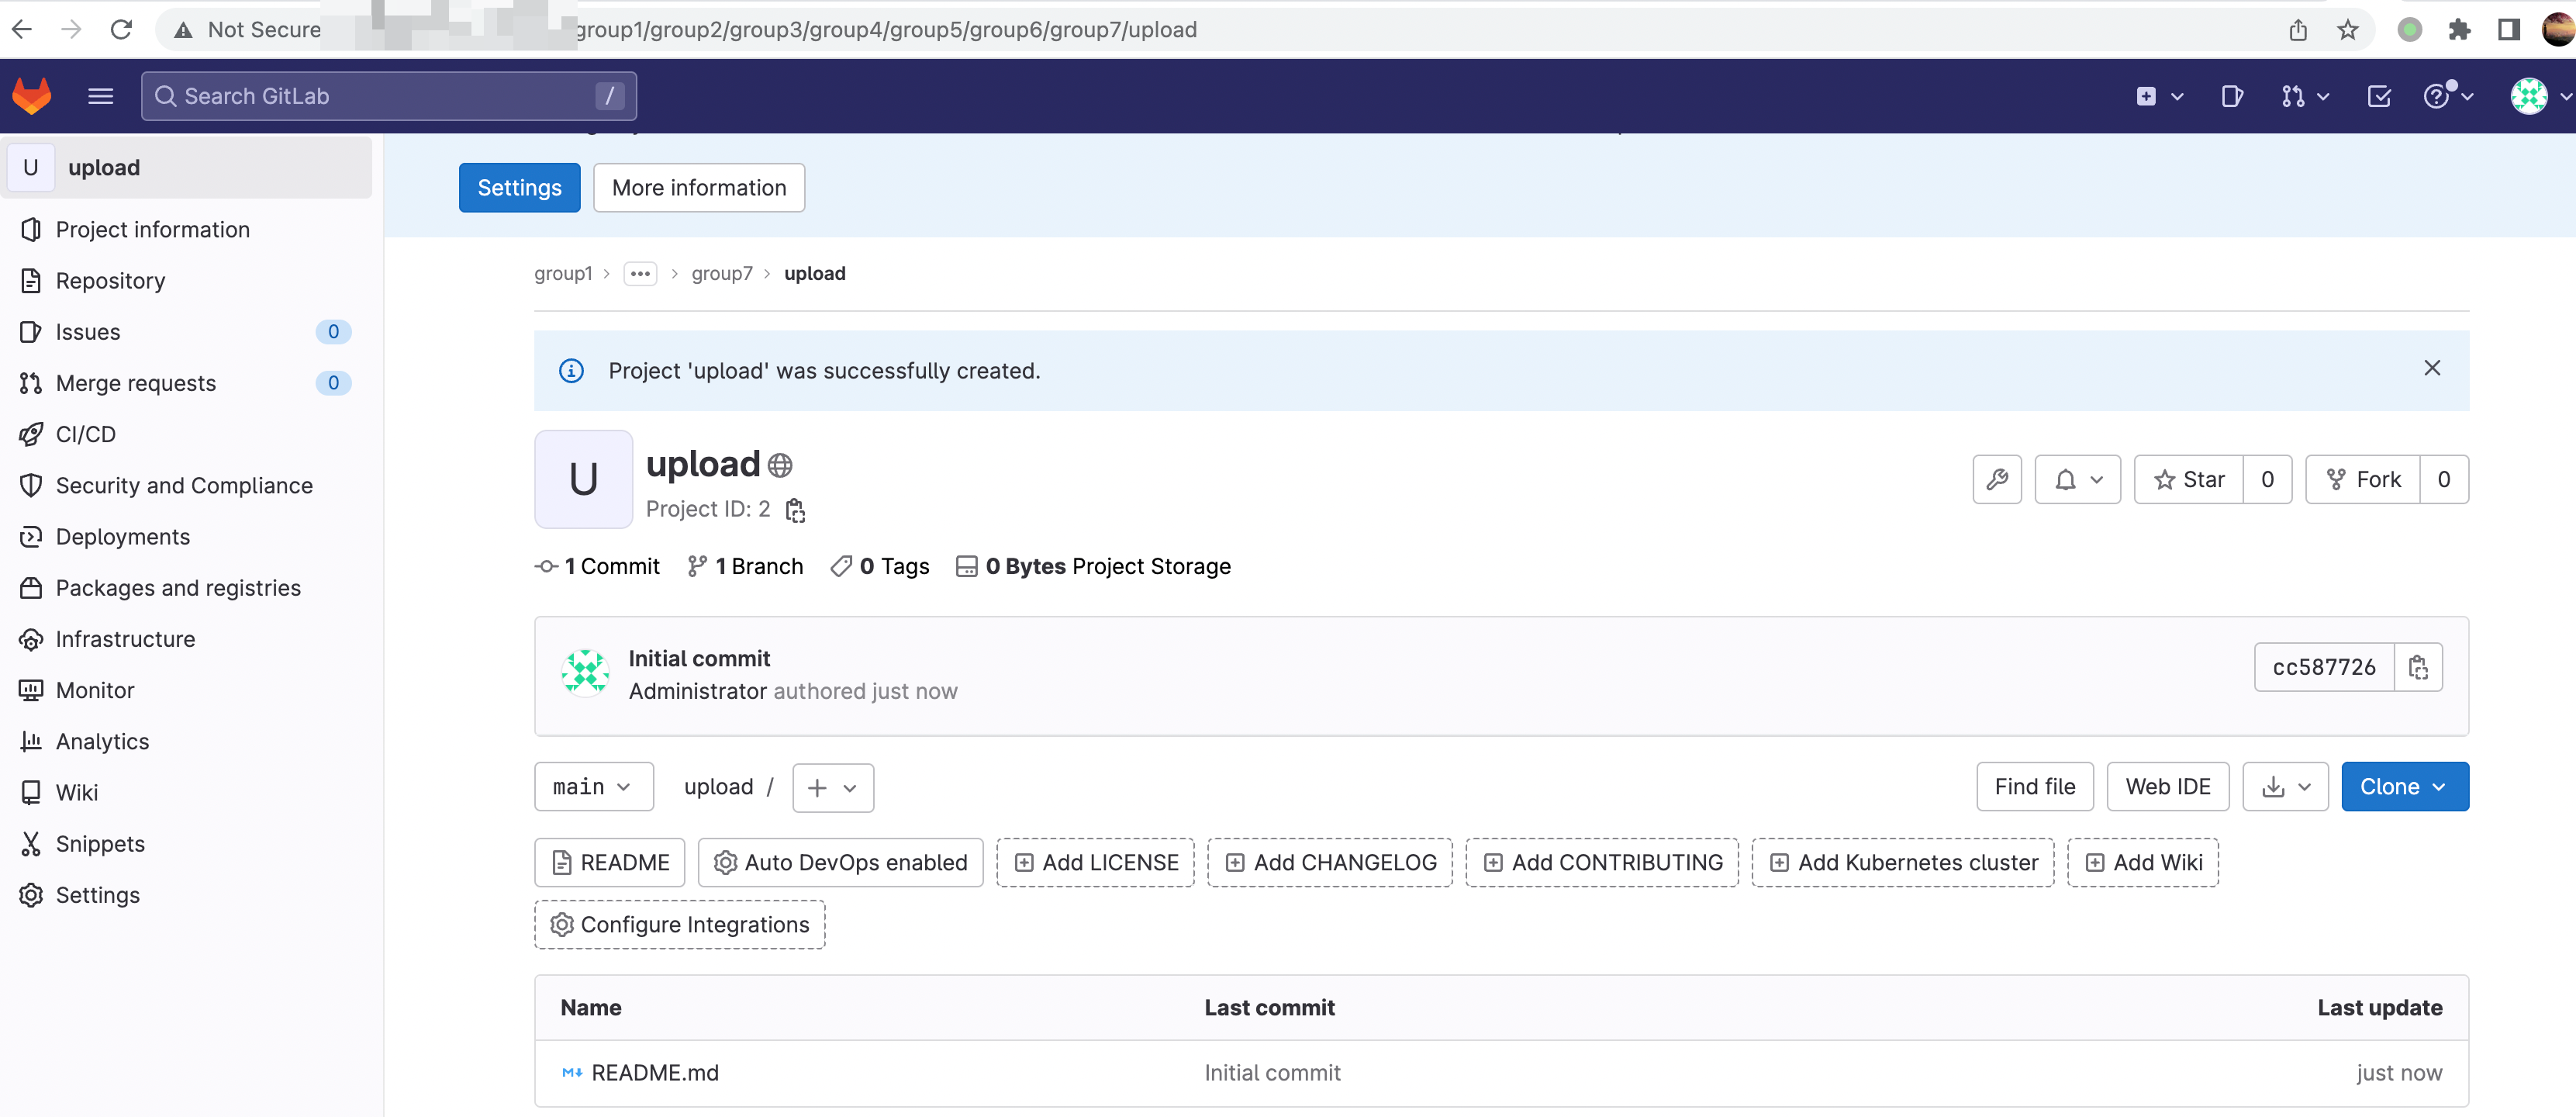 Not Secure group1/group2/group3/group4/group5/group6/group7/upload
Search GitLab /
U upload
Settings More information
Project information
Repository
Issues 0
Merge requests 0
CI/CD
Security and Compliance
Deployments
Packages and registries
Infrastructure
Monitor
Analytics
Wiki
Snippets
Settings
group1 > ... > group7 > upload
Project 'upload' was successfully created.
U upload
Project ID: 2
Star 0 Fork 0
1 Commit 1 Branch 0 Tags 0 Bytes Project Storage
Initial commit
Administrator authored just now
cc587726
main upload / + Find file Web IDE Clone
README Auto DevOps enabled Add LICENSE Add CHANGELOG Add CONTRIBUTING Add Kubernetes cluster Add Wiki
Configure Integrations
Name Last commit Last update
README.md Initial commit just now